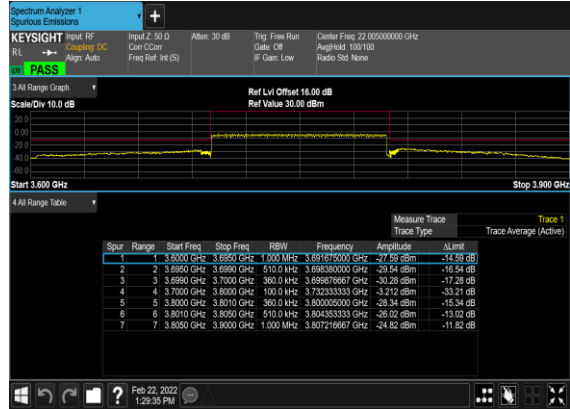 Spectrum Analyzer 1
Spurious Emissions
KEYSIGHT Input: RF Input Z: 50 Ω Atten: 30 dB Trig: Free Run Center Freq: 22.005000000 GHz
RL Coupling: DC Corr CCorr Gate: Off Avg|Hold: 100/100
Align: Auto Freq Ref: Int (S) IF Gain: Low Radio Std: None
PASS
3 All Range Graph Ref Lvl Offset 16.00 dB
Scale/Div 10.0 dB Ref Value 30.00 dBm
20.0
0.00
-20.0
-40.0
-60.0
Start 3.600 GHz Stop 3.900 GHz
4 All Range Table
Measure Trace Trace 1
Trace Type Trace Average (Active)
Spur Range Start Freq Stop Freq RBW Frequency Amplitude ΔLimit
1 1 3.6000 GHz 3.6950 GHz 1.000 MHz 3.691675000 GHz -27.59 dBm -14.59 dB
2 2 3.6950 GHz 3.6990 GHz 510.0 kHz 3.698380000 GHz -29.54 dBm -16.54 dB
3 3 3.6990 GHz 3.7000 GHz 360.0 kHz 3.699876667 GHz -30.28 dBm -17.28 dB
4 4 3.7000 GHz 3.8000 GHz 100.0 kHz 3.732333333 GHz -3.212 dBm -33.21 dB
5 5 3.8000 GHz 3.8010 GHz 360.0 kHz 3.800005000 GHz -28.34 dBm -15.34 dB
6 6 3.8010 GHz 3.8050 GHz 510.0 kHz 3.804353333 GHz -26.02 dBm -13.02 dB
7 7 3.8050 GHz 3.9000 GHz 1.000 MHz 3.807216667 GHz -24.82 dBm -11.82 dB
? Feb 22, 2022
1:29:35 PM